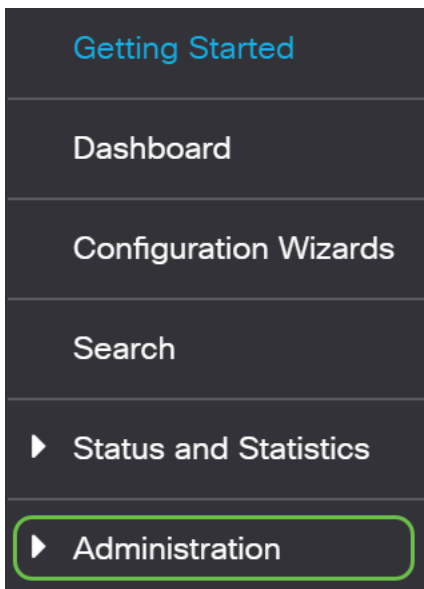 Getting Started
Dashboard
Configuration Wizards
Search
Status and Statistics
Administration